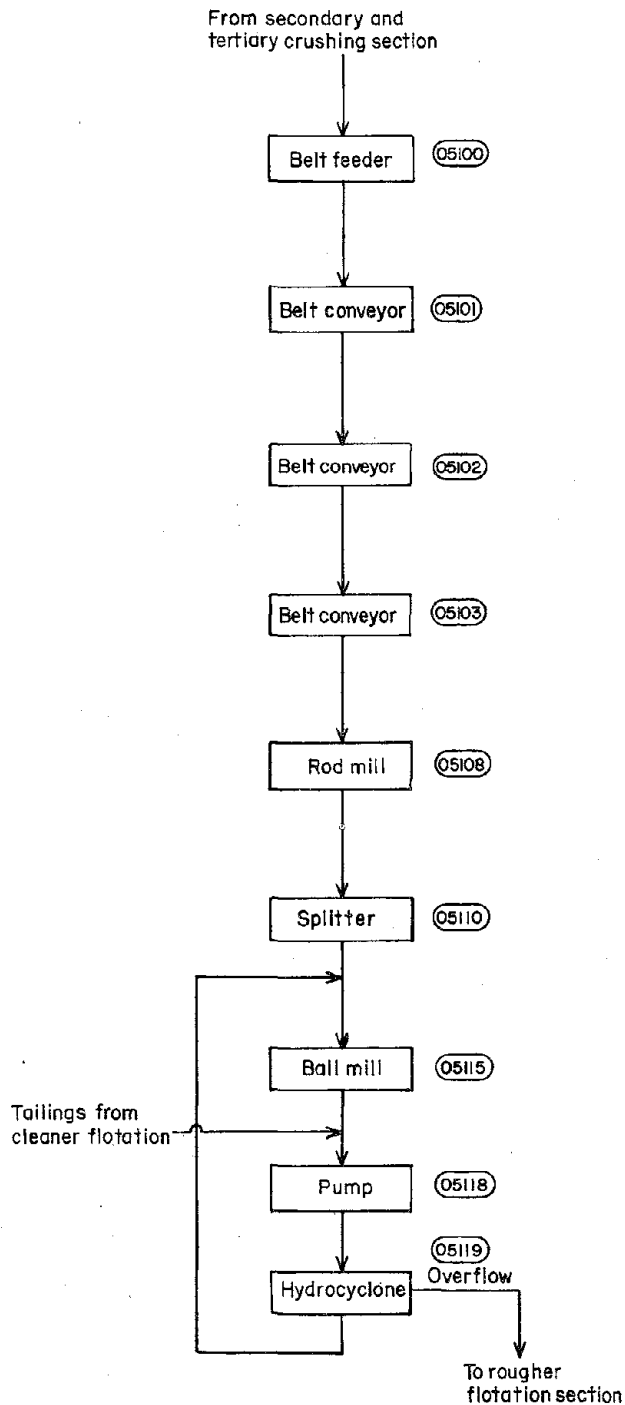 From secondary and
tertiary crushing section
Belt feeder
05100
Belt conveyor
05101
Belt conveyor
05102
Belt conveyor
05103
Rod mill
05108
Splitter
05110
Ball mill
05115
Tailings from
cleaner flotation
Pump
05118
05119
Hydrocyclone
Overflow
To rougher
flotation section